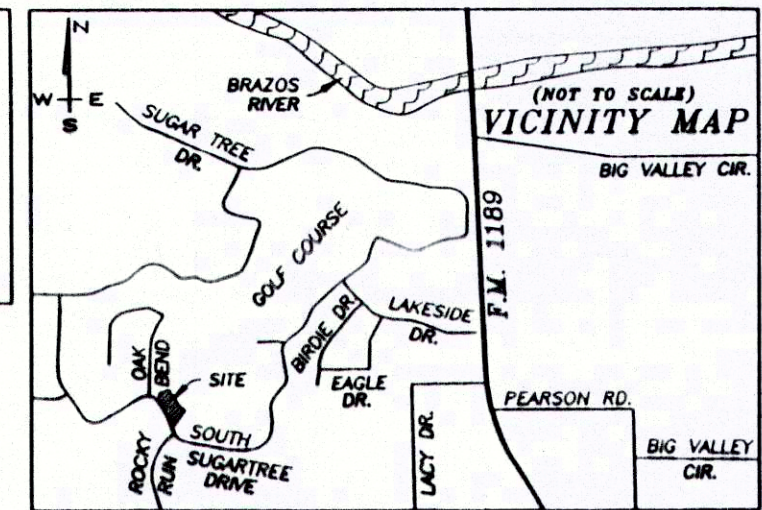 N
W E
S
BRAZOS
RIVER
(NOT TO SCALE)
VICINITY MAP
SUGAR TREE
DR.
BIG VALLEY CIR.
F.M. 1189
GOLF COURSE
BIRDIE DR.
LAKESIDE
DR.
OAK
BEND
SITE
EAGLE
DR.
PEARSON RD.
LACY DR.
SOUTH
SUGARTREE
DRIVE
ROCKY
RUN
BIG VALLEY
CIR.